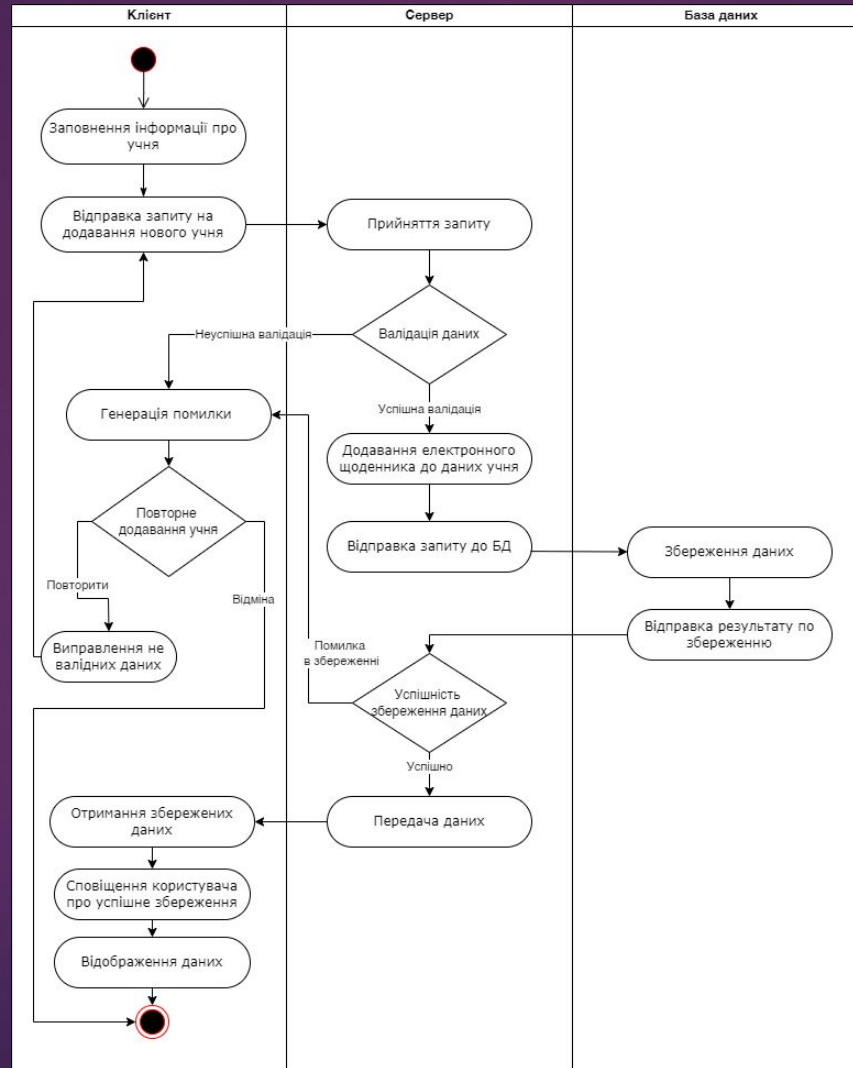 Клієнт
Сервер
База даних
Заповнення інформації про
учня
Відправка запиту на
додавання нового учня
Прийняття запиту
Неуспішна валідація
Валідація даних
Генерація помилки
Успішна валідація
Додавання електронного
щоденника до даних учня
Повторне
додавання учня
Відправка запиту до БД
Збереження даних
Повторити
Відміна
Виправлення не
валідних даних
Помилка
в збереженні
Відправка результату по
збереженню
Успішність
збереження даних
Успішно
Отримання збережених
даних
Передача даних
Сповіщення користувача
про успішне збереження
Відображення даних